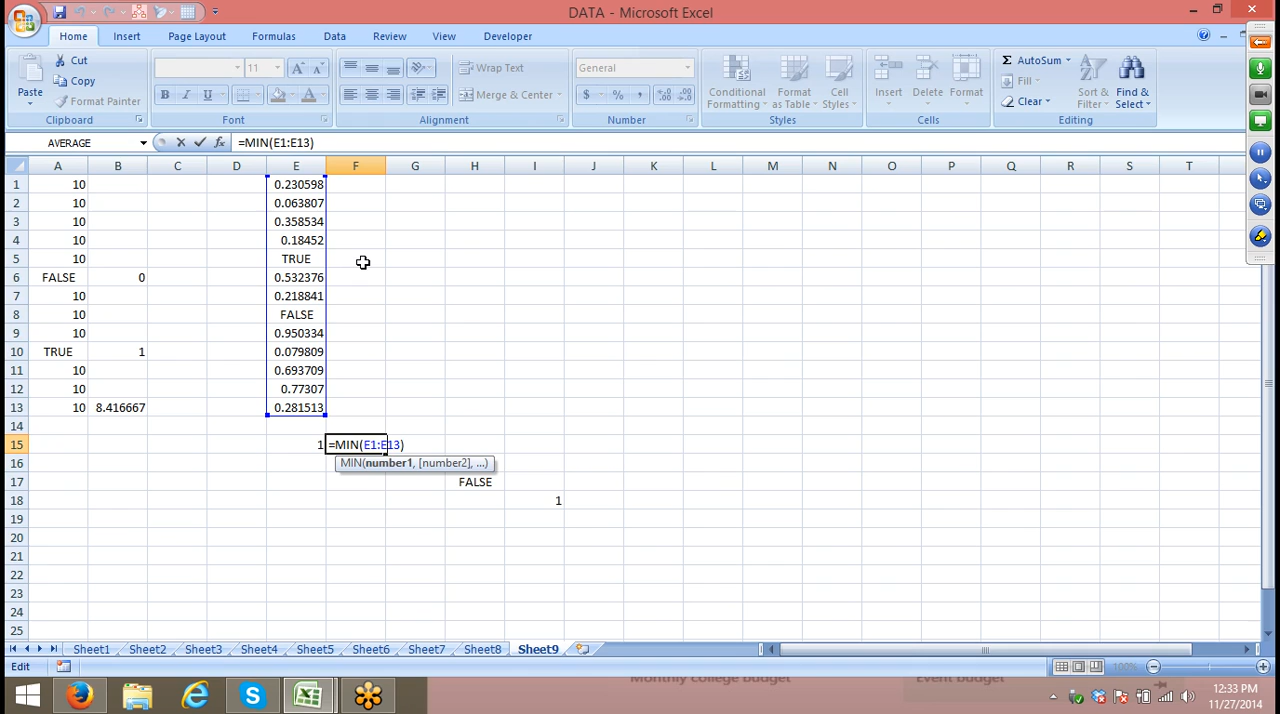 DATA - Microsoft Excel
Home Insert Page Layout Formulas Data Review View Developer
Paste Cut Copy Format Painter Clipboard
11 B I U A A A Font
Wrap Text Merge & Center Alignment
General $ % , Number
Conditional Formatting Format as Table Cell Styles Styles
Insert Delete Format Cells
Σ AutoSum Fill Clear Sort & Filter Find & Select Editing
AVERAGE fx =MIN(E1:E13)
A B C D E F G H I J K L M N O P Q R S T
1 10 0.230598
2 10 0.063807
3 10 0.358534
4 10 0.18452
5 10 TRUE
6 FALSE 0 0.532376
7 10 0.218841
8 10 FALSE
9 10 0.950334
10 TRUE 1 0.079809
11 10 0.693709
12 10 0.77307
13 10 8.416667 0.281513
14
15 1 =MIN(E1:E13)
16 MIN(number1, [number2], ...)
17 FALSE
18 1
19
20
21
22
23
24
25
Sheet1 Sheet2 Sheet3 Sheet4 Sheet5 Sheet6 Sheet7 Sheet8 Sheet9
Edit 100%
Monthly college budget Event budget
12:33 PM
11/27/2014